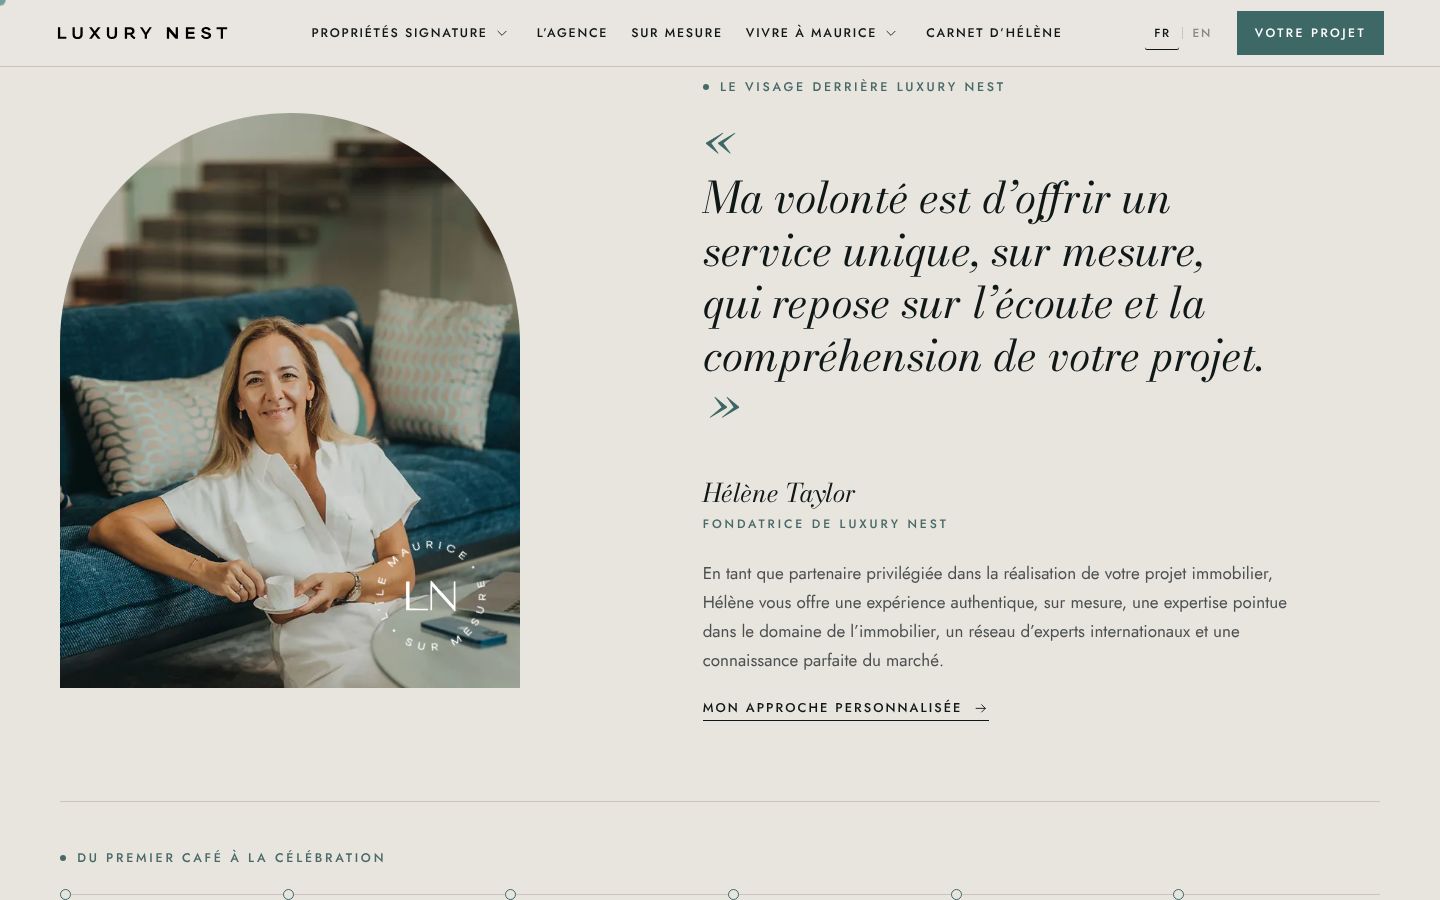 LUXURY NEST
PROPRIÉTÉS SIGNATURE
L’AGENCE
SUR MESURE
VIVRE À MAURICE
CARNET D’HÉLÈNE
FR
EN
VOTRE PROJET
LE VISAGE DERRIÈRE LUXURY NEST
«
Ma volonté est d’offrir un
service unique, sur mesure,
qui repose sur l’écoute et la
compréhension de votre projet.
»
Hélène Taylor
FONDATRICE DE LUXURY NEST
En tant que partenaire privilégiée dans la réalisation de votre projet immobilier,
Hélène vous offre une expérience authentique, sur mesure, une expertise pointue
dans le domaine de l’immobilier, un réseau d’experts internationaux et une
connaissance parfaite du marché.
MON APPROCHE PERSONNALISÉE →
L’ILE MAURICE • SUR MESURE •
LN
DU PREMIER CAFÉ À LA CÉLÉBRATION